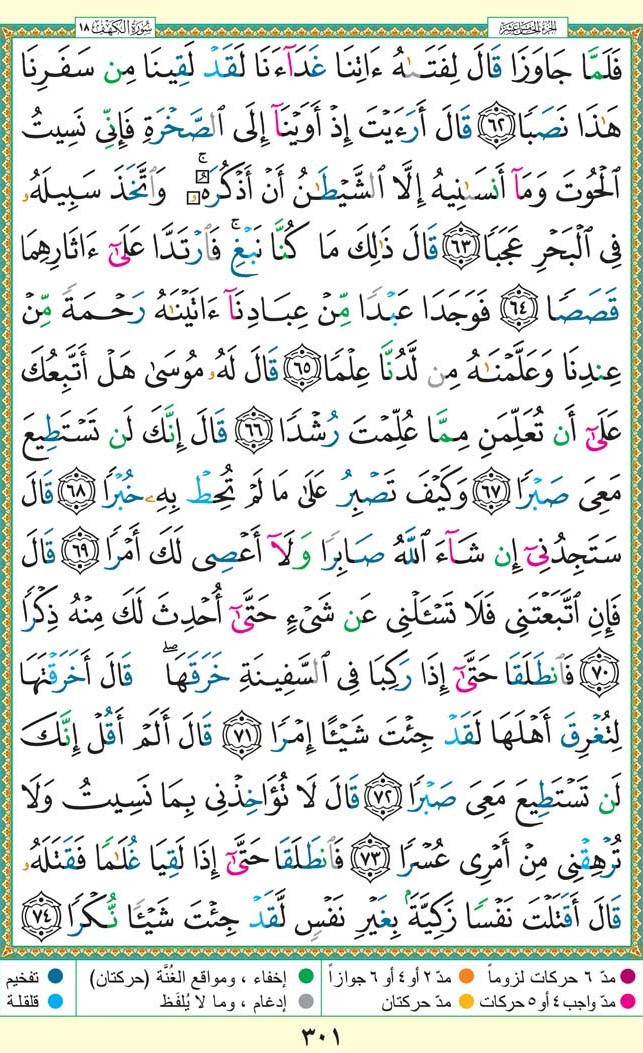 الجزء الخامس عشر
سورة الكهف ١٨
فَلَمَّا جَاوَزَا قَالَ لِفَتَىٰهُ ءَاتِنَا غَدَآءَنَا لَقَدْ لَقِينَا مِن سَفَرِنَا
هَٰذَا نَصَبًا ﴿٦٢﴾ قَالَ أَرَءَيْتَ إِذْ أَوَيْنَآ إِلَى ٱلصَّخْرَةِ فَإِنِّى نَسِيتُ
ٱلْحُوتَ وَمَآ أَنسَىٰنِيهُ إِلَّا ٱلشَّيْطَٰنُ أَنْ أَذْكُرَهُۥ ۚ وَٱتَّخَذَ سَبِيلَهُۥ
فِى ٱلْبَحْرِ عَجَبًا ﴿٦٣﴾ قَالَ ذَٰلِكَ مَا كُنَّا نَبْغِ ۚ فَٱرْتَدَّا عَلَىٰٓ ءَاثَارِهِمَا
قَصَصًا ﴿٦٤﴾ فَوَجَدَا عَبْدًا مِّنْ عِبَادِنَآ ءَاتَيْنَٰهُ رَحْمَةً مِّنْ
عِندِنَا وَعَلَّمْنَٰهُ مِن لَّدُنَّا عِلْمًا ﴿٦٥﴾ قَالَ لَهُۥ مُوسَىٰ هَلْ أَتَّبِعُكَ
عَلَىٰٓ أَن تُعَلِّمَنِ مِمَّا عُلِّمْتَ رُشْدًا ﴿٦٦﴾ قَالَ إِنَّكَ لَن تَسْتَطِيعَ
مَعِىَ صَبْرًا ﴿٦٧﴾ وَكَيْفَ تَصْبِرُ عَلَىٰ مَا لَمْ تُحِطْ بِهِۦ خُبْرًا ﴿٦٨﴾ قَالَ
سَتَجِدُنِىٓ إِن شَآءَ ٱللَّهُ صَابِرًا وَلَآ أَعْصِى لَكَ أَمْرًا ﴿٦٩﴾ قَالَ
فَإِنِ ٱتَّبَعْتَنِى فَلَا تَسْـَٔلْنِى عَن شَىْءٍ حَتَّىٰٓ أُحْدِثَ لَكَ مِنْهُ ذِكْرًا
﴿٧٠﴾ فَٱنطَلَقَا حَتَّىٰٓ إِذَا رَكِبَا فِى ٱلسَّفِينَةِ خَرَقَهَا ۖ قَالَ أَخَرَقْتَهَا
لِتُغْرِقَ أَهْلَهَا لَقَدْ جِئْتَ شَيْـًٔا إِمْرًا ﴿٧١﴾ قَالَ أَلَمْ أَقُلْ إِنَّكَ
لَن تَسْتَطِيعَ مَعِىَ صَبْرًا ﴿٧٢﴾ قَالَ لَا تُؤَاخِذْنِى بِمَا نَسِيتُ وَلَا
تُرْهِقْنِى مِنْ أَمْرِى عُسْرًا ﴿٧٣﴾ فَٱنطَلَقَا حَتَّىٰٓ إِذَا لَقِيَا غُلَٰمًا فَقَتَلَهُۥ
قَالَ أَقَتَلْتَ نَفْسًا زَكِيَّةًۢ بِغَيْرِ نَفْسٍ لَّقَدْ جِئْتَ شَيْـًٔا نُّكْرًا ﴿٧٤﴾
مدّ ٦ حركات لزوماً مدّ ٢ أو ٤ أو ٦ جوازاً إخفاء ، ومواقع الغُنَّة (حركتان) تفخيم
مدّ واجب ٤ أو ٥ حركات مدّ حركتان إدغام ، وما لا يُلفَظ قلقلة
٣٠١